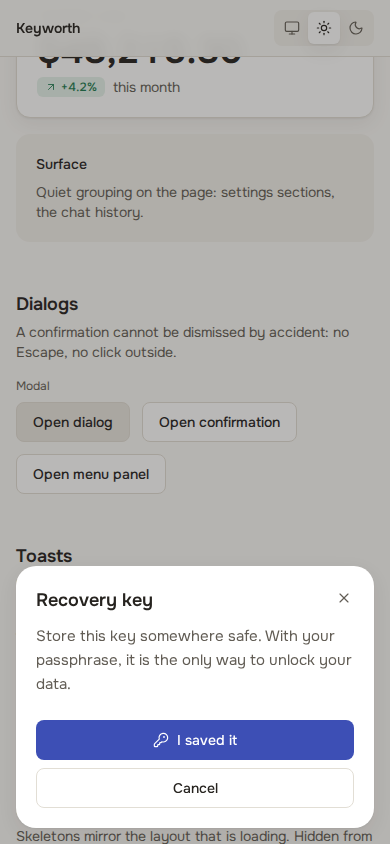 Keyworth
+4.2% this month
Surface
Quiet grouping on the page: settings sections,
the chat history.
Dialogs
A confirmation cannot be dismissed by accident: no
Escape, no click outside.
Modal
Open dialog
Open confirmation
Open menu panel
Toasts
Recovery key
Store this key somewhere safe. With your
passphrase, it is the only way to unlock your
data.
I saved it
Cancel
Skeletons mirror the layout that is loading. Hidden from